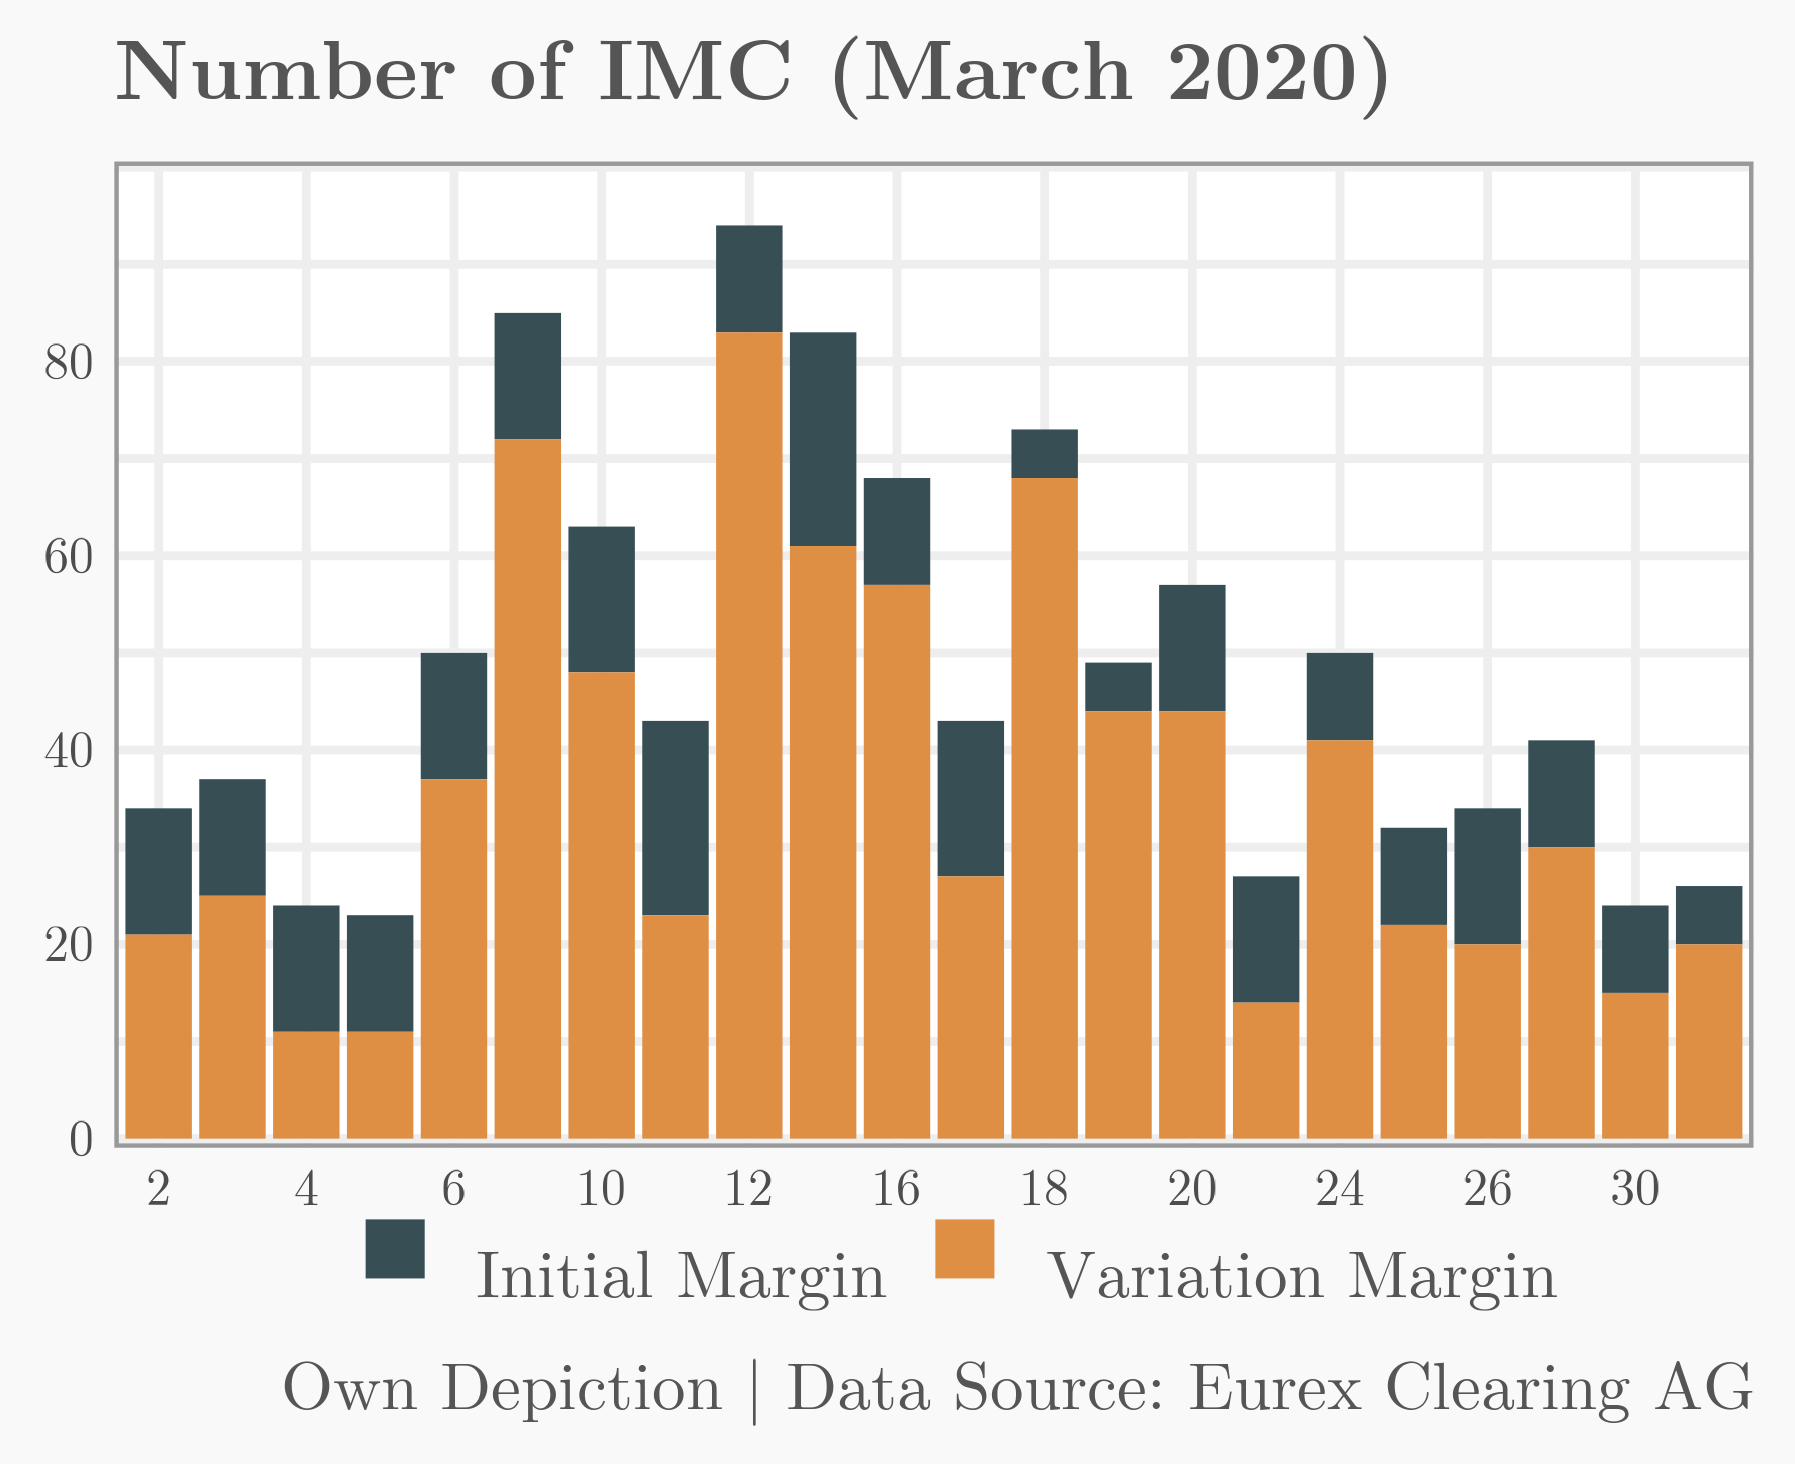 Number of IMC (March 2020)
80
60
40
20
0
2 4 6 10 12 16 18 20 24 26 30
Initial Margin Variation Margin
Own Depiction | Data Source: Eurex Clearing AG